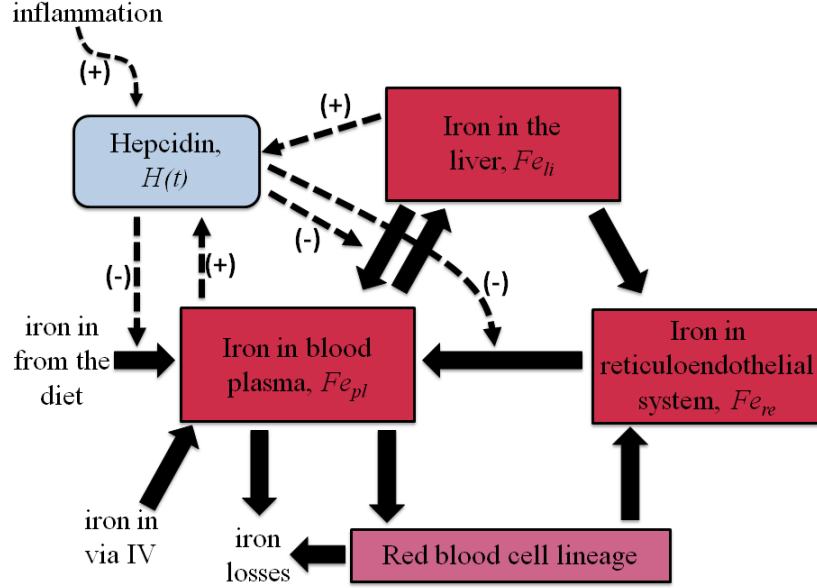 inflammation
(+)
Hepcidin,
H(t)
(+)
Iron in the
liver, Fe_li
(-)
(-)
(+)
(-)
iron in
from the
diet
Iron in blood
plasma, Fe_pl
Iron in
reticuloendothelial
system, Fe_re
iron in
via IV
iron
losses
Red blood cell lineage